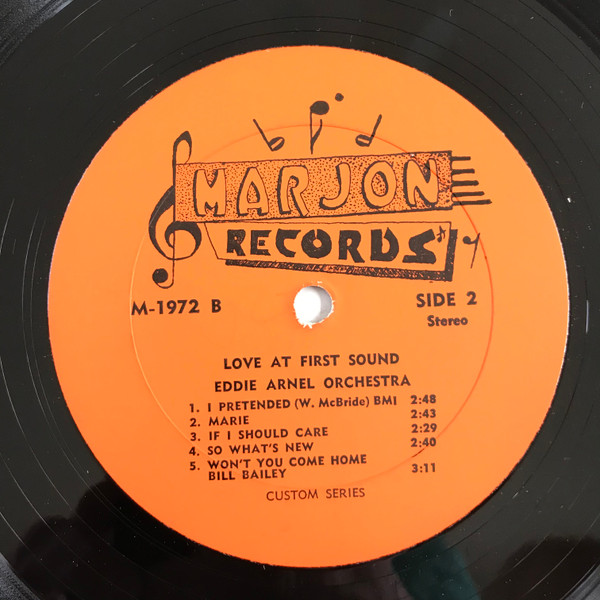 MARJON
RECORDS
M-1972 B
SIDE 2
Stereo
LOVE AT FIRST SOUND
EDDIE ARNEL ORCHESTRA
1. I PRETENDED (W. McBride) BMI 2:48
2. MARIE 2:43
3. IF I SHOULD CARE 2:29
4. SO WHAT'S NEW 2:40
5. WON'T YOU COME HOME
BILL BAILEY 3:11
CUSTOM SERIES